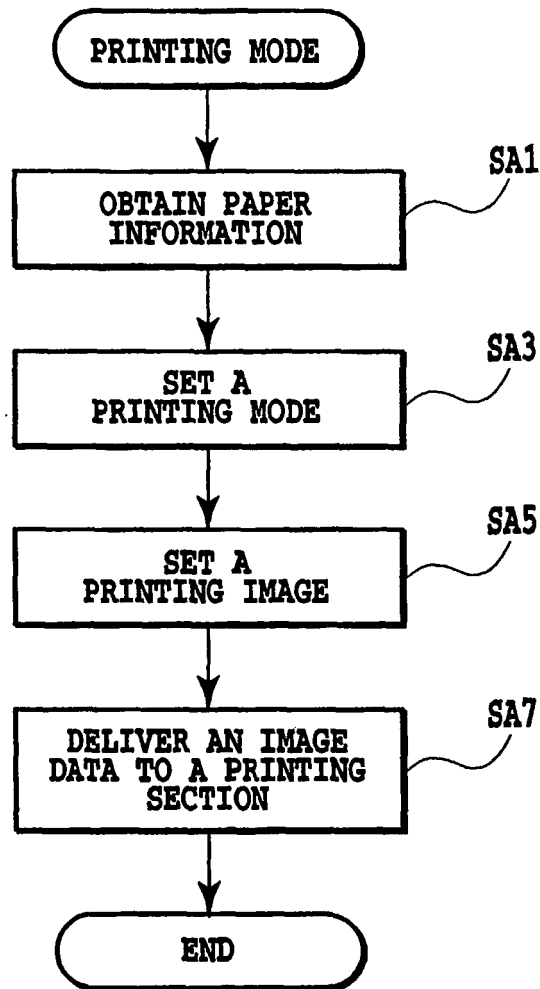 PRINTING MODE
SA1
OBTAIN PAPER
INFORMATION
SA3
SET A
PRINTING MODE
SA5
SET A
PRINTING IMAGE
SA7
DELIVER AN IMAGE
DATA TO A PRINTING
SECTION
END